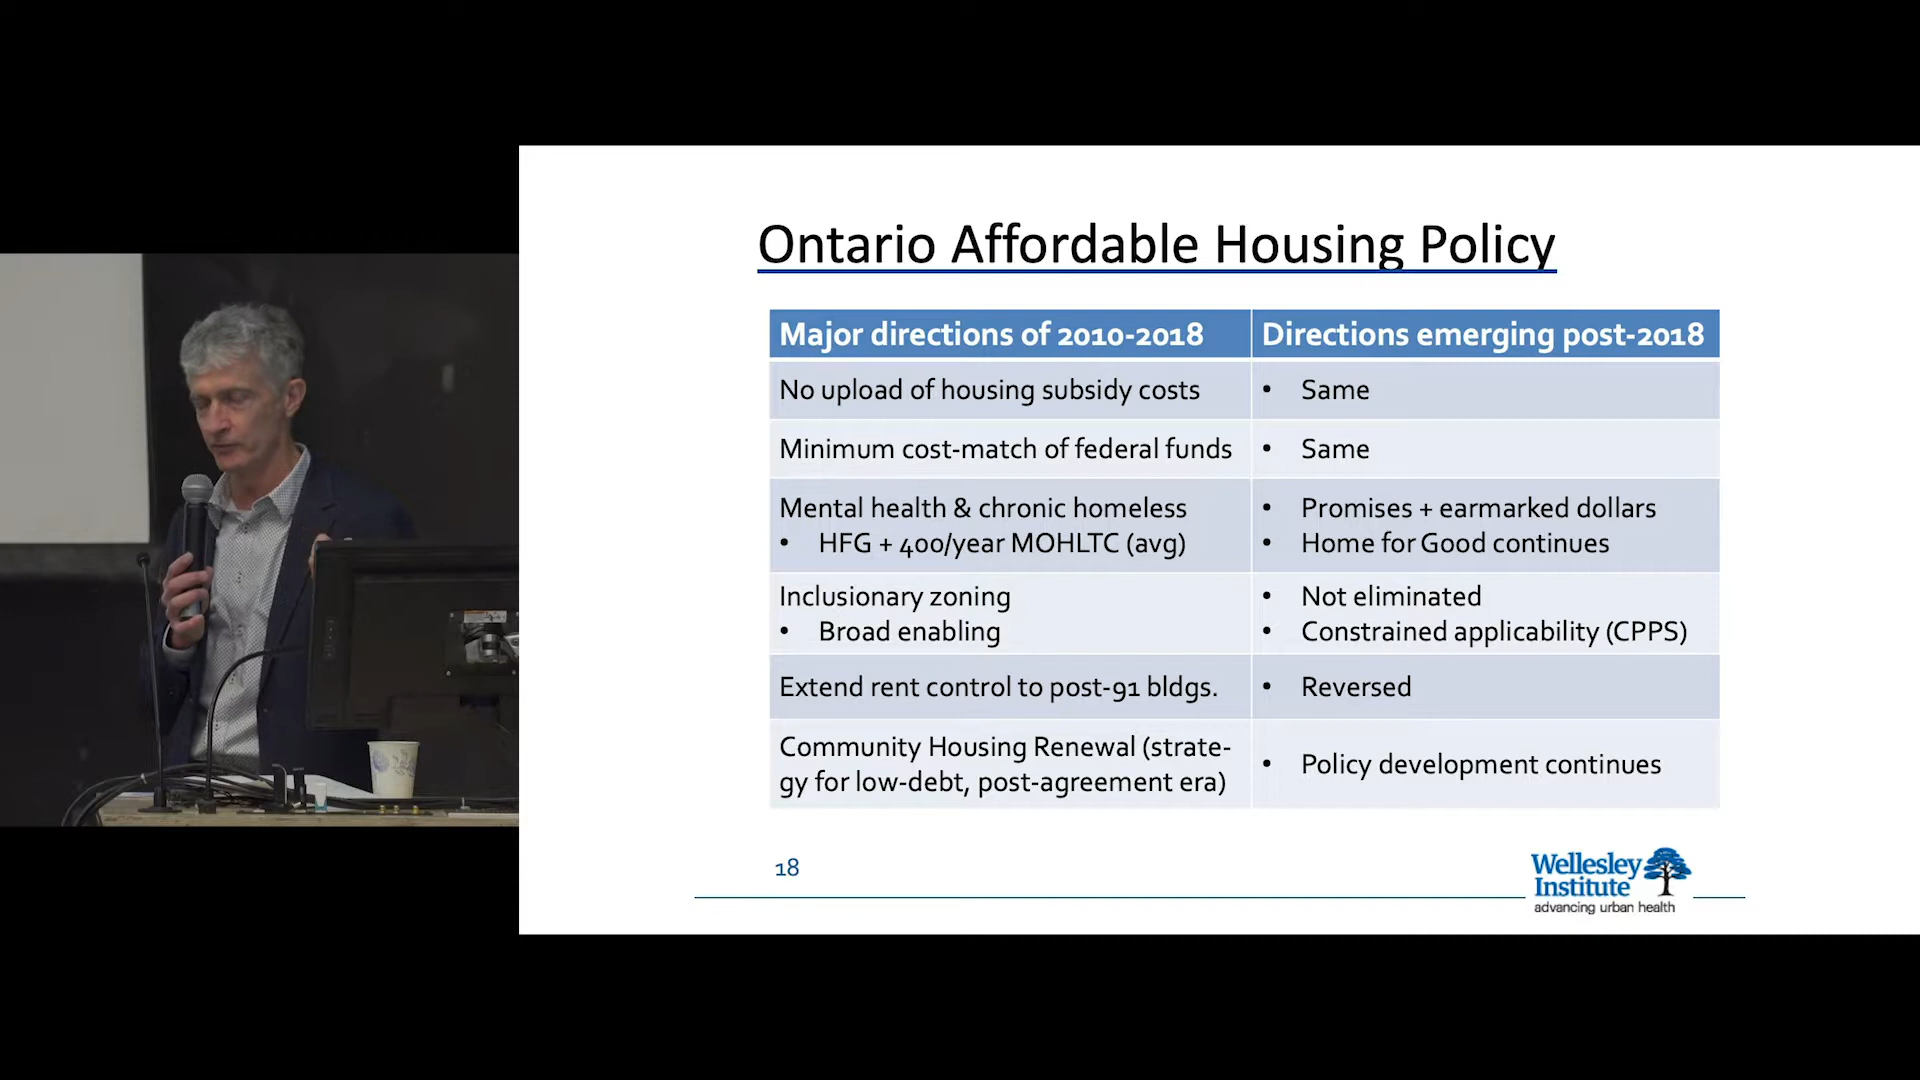 Ontario Affordable Housing Policy
Major directions of 2010-2018
Directions emerging post-2018
No upload of housing subsidy costs
• Same
Minimum cost-match of federal funds
• Same
Mental health & chronic homeless
• HFG + 400/year MOHLTC (avg)
• Promises + earmarked dollars
• Home for Good continues
Inclusionary zoning
• Broad enabling
• Not eliminated
• Constrained applicability (CPPS)
Extend rent control to post-91 bldgs.
• Reversed
Community Housing Renewal (strate-
gy for low-debt, post-agreement era)
• Policy development continues
18
Wellesley
Institute
advancing urban health